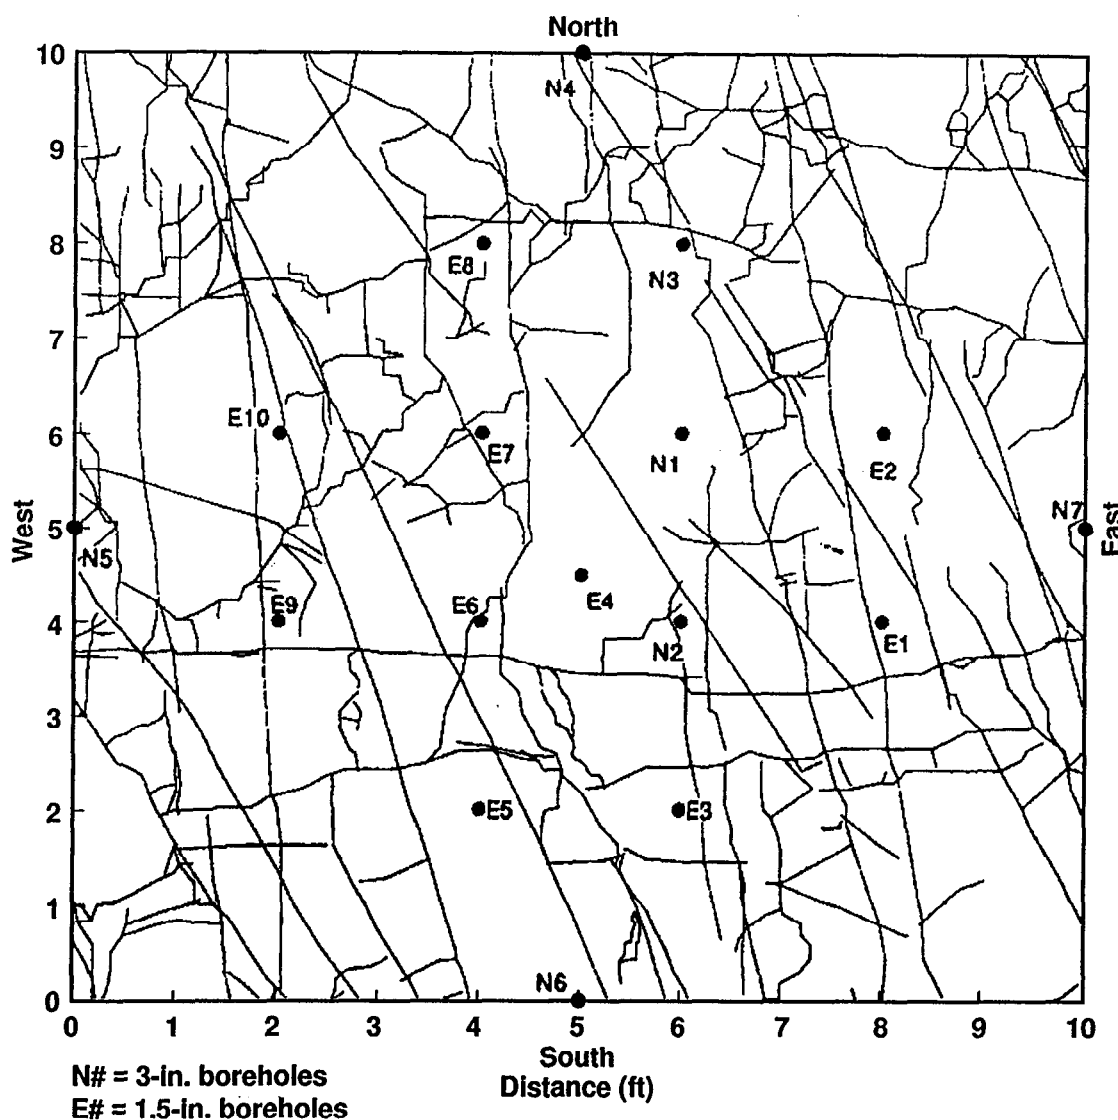 North
10
N4
9
8
E8
N3
7
E10
6
E7
N1
E2
West
5
N5
N7
East
E4
4
E9
E6
N2
E1
3
2
E5
E3
1
N6
0
0 1 2 3 4 5 6 7 8 9 10
South
Distance (ft)
N# = 3-in. boreholes
E# = 1.5-in. boreholes